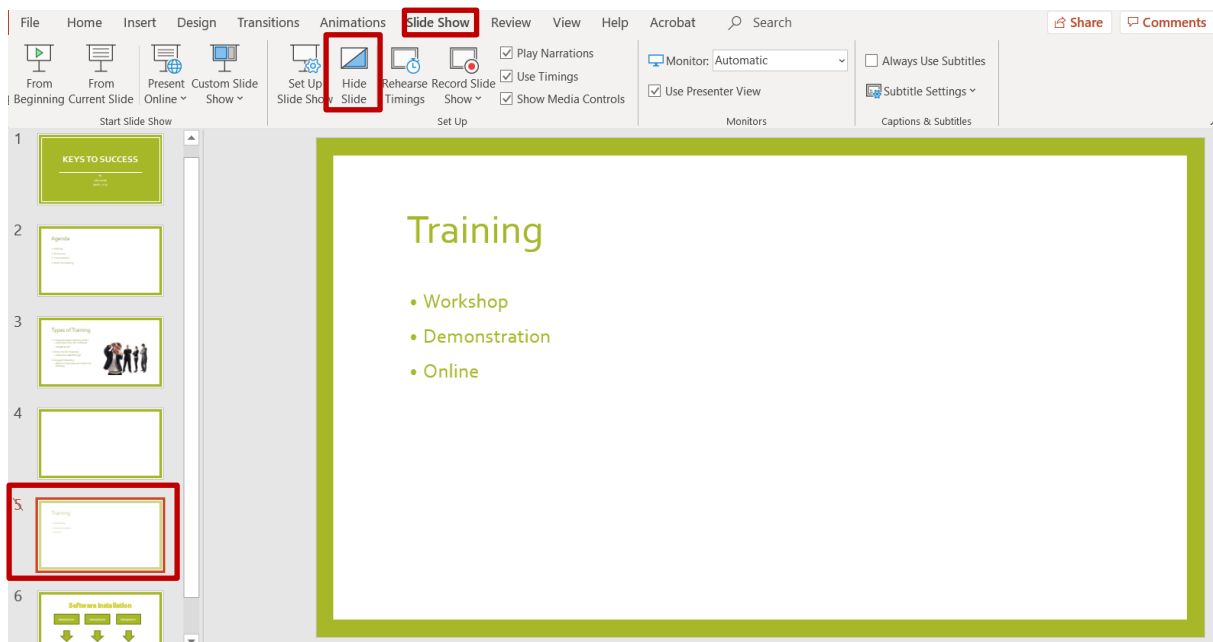 File Home Insert Design Transitions Animations Slide Show Review View Help Acrobat Search Share Comments
From Beginning
From Current Slide
Present Online
Custom Slide Show
Set Up Slide Show
Hide Slide
Rehearse Timings
Record Slide Show
Play Narrations
Use Timings
Show Media Controls
Monitor: Automatic
Use Presenter View
Always Use Subtitles
Subtitle Settings
Start Slide Show Set Up Monitors Captions & Subtitles
1
KEYS TO SUCCESS
2
Agenda
3
Types of Training
4
5
Training
6
Software Installation
Training
• Workshop
• Demonstration
• Online